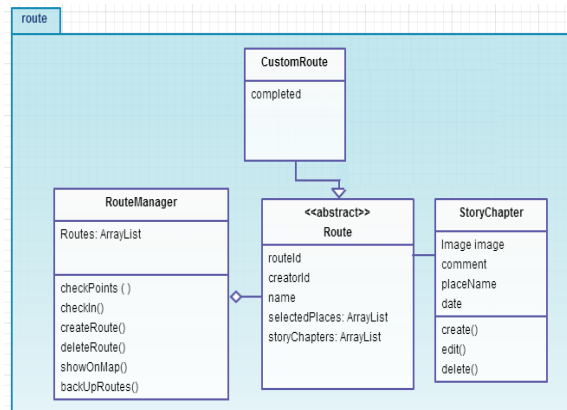 route
CustomRoute
completed
RouteManager
Routes: ArrayList
checkPoints ( )
checkIn()
createRoute()
deleteRoute()
showOnMap()
backUpRoutes()
<<abstract>>
Route
routeId
creatorId
name
selectedPlaces: ArrayList
storyChapters: ArrayList
StoryChapter
Image image
comment
placeName
date
create()
edit()
delete()